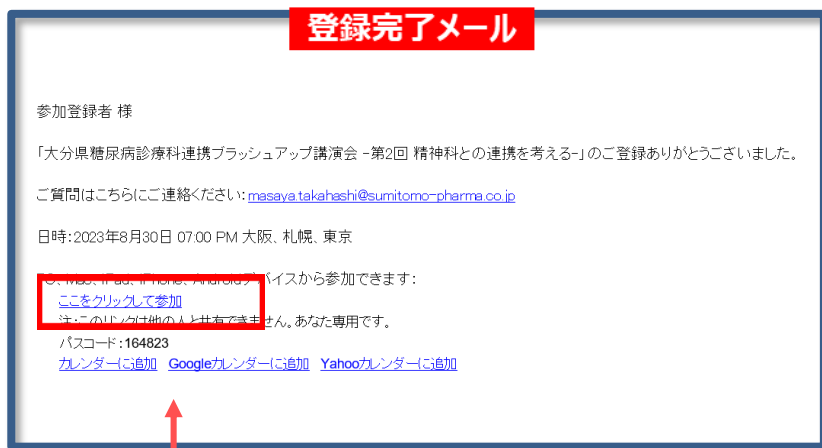 登録完了メール
参加登録者 様
「大分県糖尿病診療科連携ブラッシュアップ講演会 -第2回 精神科との連携を考える-」のご登録ありがとうございました。
ご質問はこちらにご連絡ください: masaya.takahashi@sumitomo-pharma.co.jp
日時:2023年8月30日 07:00 PM 大阪、札幌、東京
PC、Mac、iPad、iPhone、Androidデバイスから参加できます:
ここをクリックして参加
注:このリンクは他の人と共有できません。あなた専用です。
パスコード:164823
カレンダーに追加 Googleカレンダーに追加 Yahooカレンダーに追加